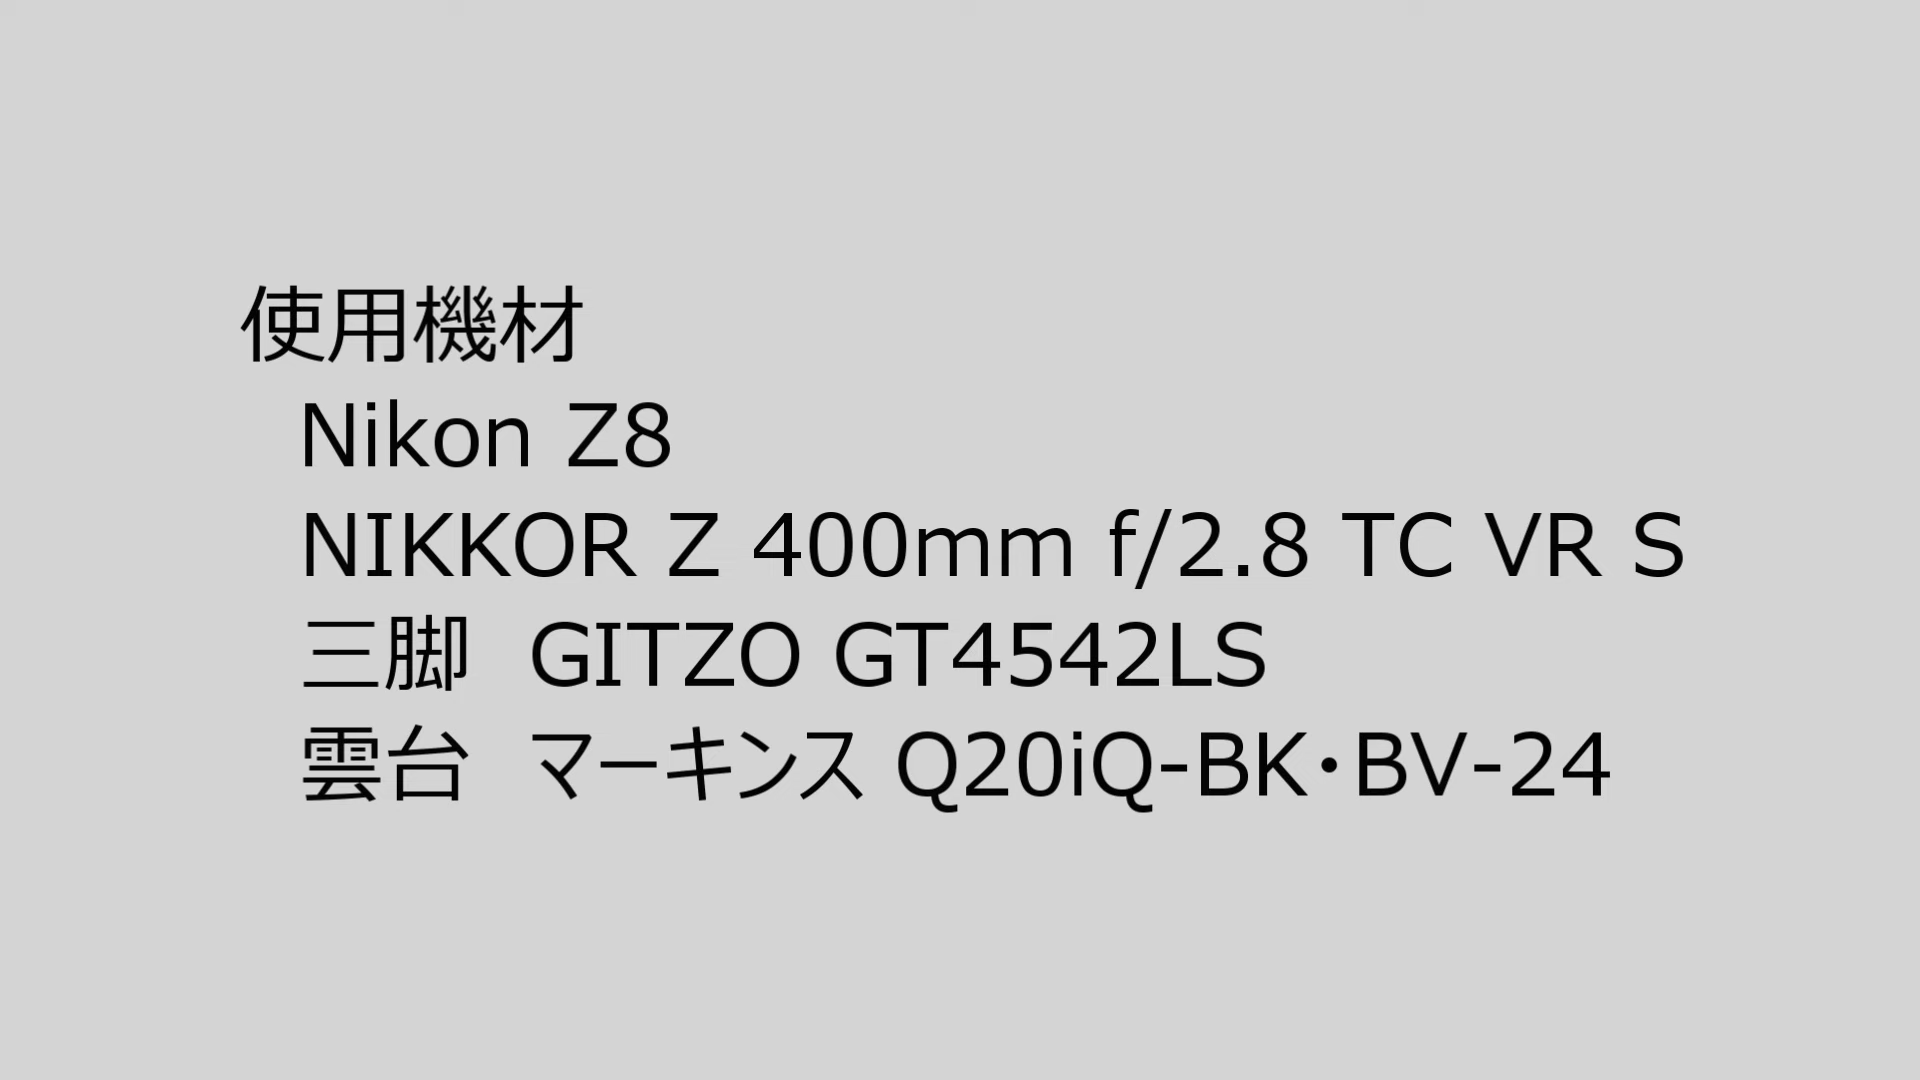 使用機材
Nikon Z8
NIKKOR Z 400mm f/2.8 TC VR S
三脚　GITZO GT4542LS
雲台　マーキンス Q20iQ-BK・BV-24